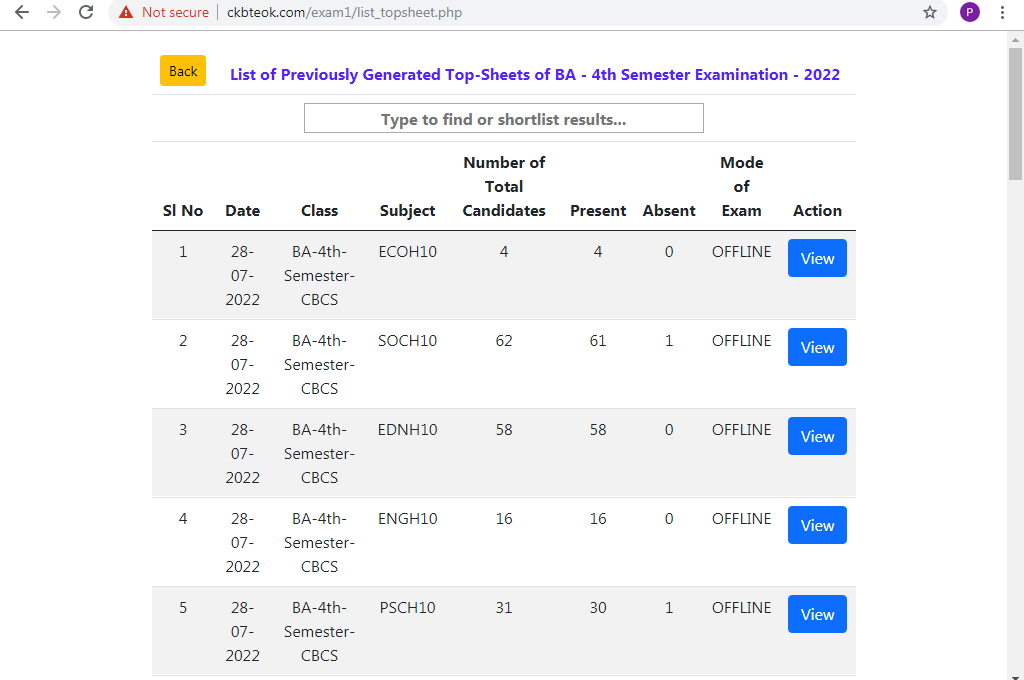 Not secure | ckbteok.com/exam1/list_topsheet.php P
Back List of Previously Generated Top-Sheets of BA - 4th Semester Examination - 2022
Type to find or shortlist results...
Number of Mode
Total of
Sl No Date Class Subject Candidates Present Absent Exam Action
1 28- BA-4th- ECOH10 4 4 0 OFFLINE View
07- Semester-
2022 CBCS
2 28- BA-4th- SOCH10 62 61 1 OFFLINE View
07- Semester-
2022 CBCS
3 28- BA-4th- EDNH10 58 58 0 OFFLINE View
07- Semester-
2022 CBCS
4 28- BA-4th- ENGH10 16 16 0 OFFLINE View
07- Semester-
2022 CBCS
5 28- BA-4th- PSCH10 31 30 1 OFFLINE View
07- Semester-
2022 CBCS